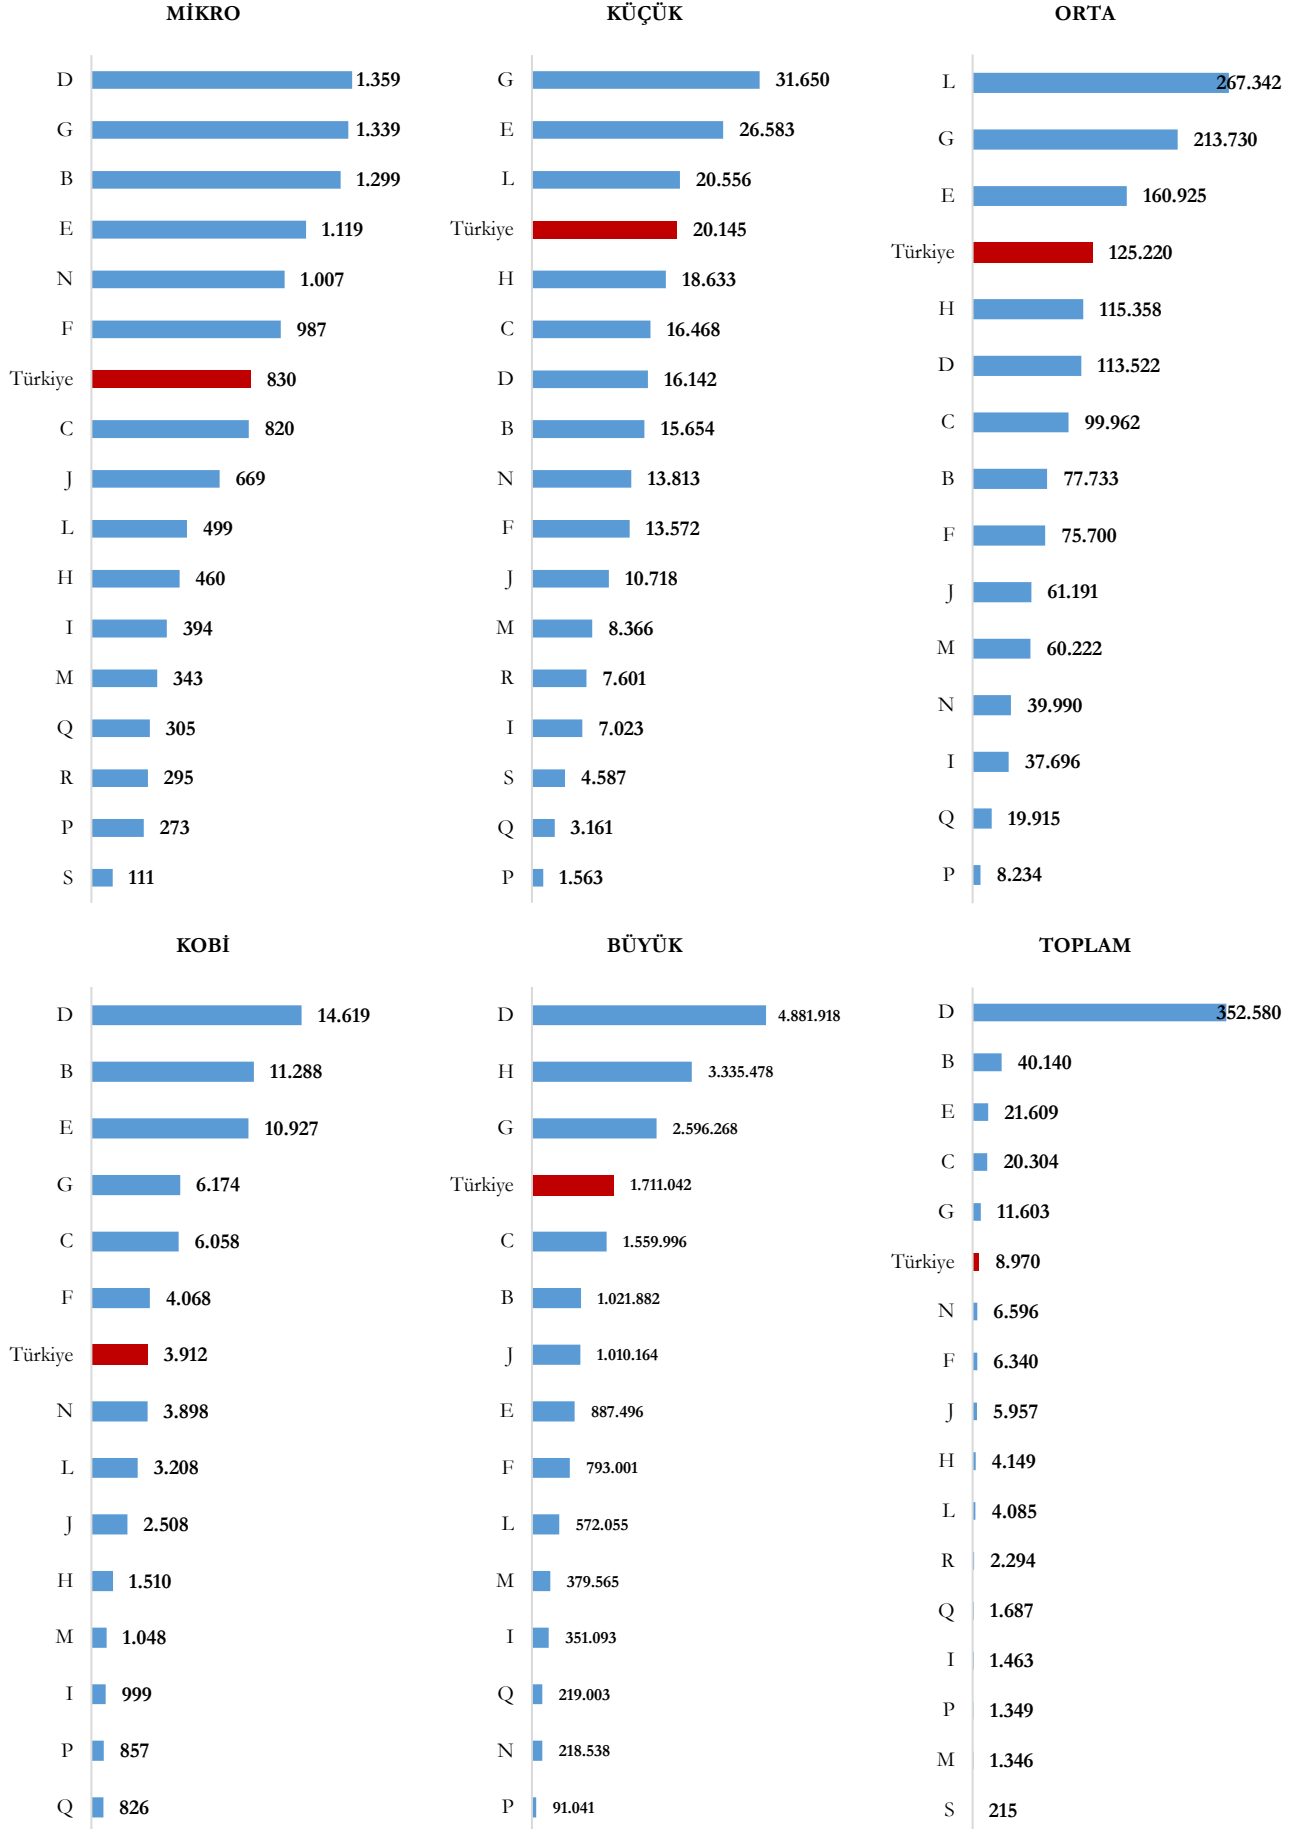 MİKRO
D 1.359
G 1.339
B 1.299
E 1.119
N 1.007
F 987
Türkiye 830
C 820
J 669
L 499
H 460
I 394
M 343
Q 305
R 295
P 273
S 111
KÜÇÜK
G 31.650
E 26.583
L 20.556
Türkiye 20.145
H 18.633
C 16.468
D 16.142
B 15.654
N 13.813
F 13.572
J 10.718
M 8.366
R 7.601
I 7.023
S 4.587
Q 3.161
P 1.563
ORTA
L 267.342
G 213.730
E 160.925
Türkiye 125.220
H 115.358
D 113.522
C 99.962
B 77.733
F 75.700
J 61.191
M 60.222
N 39.990
I 37.696
Q 19.915
P 8.234
KOBİ
D 14.619
B 11.288
E 10.927
G 6.174
C 6.058
F 4.068
Türkiye 3.912
N 3.898
L 3.208
J 2.508
H 1.510
M 1.048
I 999
P 857
Q 826
BÜYÜK
D 4.881.918
H 3.335.478
G 2.596.268
Türkiye 1.711.042
C 1.559.996
B 1.021.882
J 1.010.164
E 887.496
F 793.001
L 572.055
M 379.565
I 351.093
Q 219.003
N 218.538
P 91.041
TOPLAM
D 352.580
B 40.140
E 21.609
C 20.304
G 11.603
Türkiye 8.970
N 6.596
F 6.340
J 5.957
H 4.149
L 4.085
R 2.294
Q 1.687
I 1.463
P 1.349
M 1.346
S 215